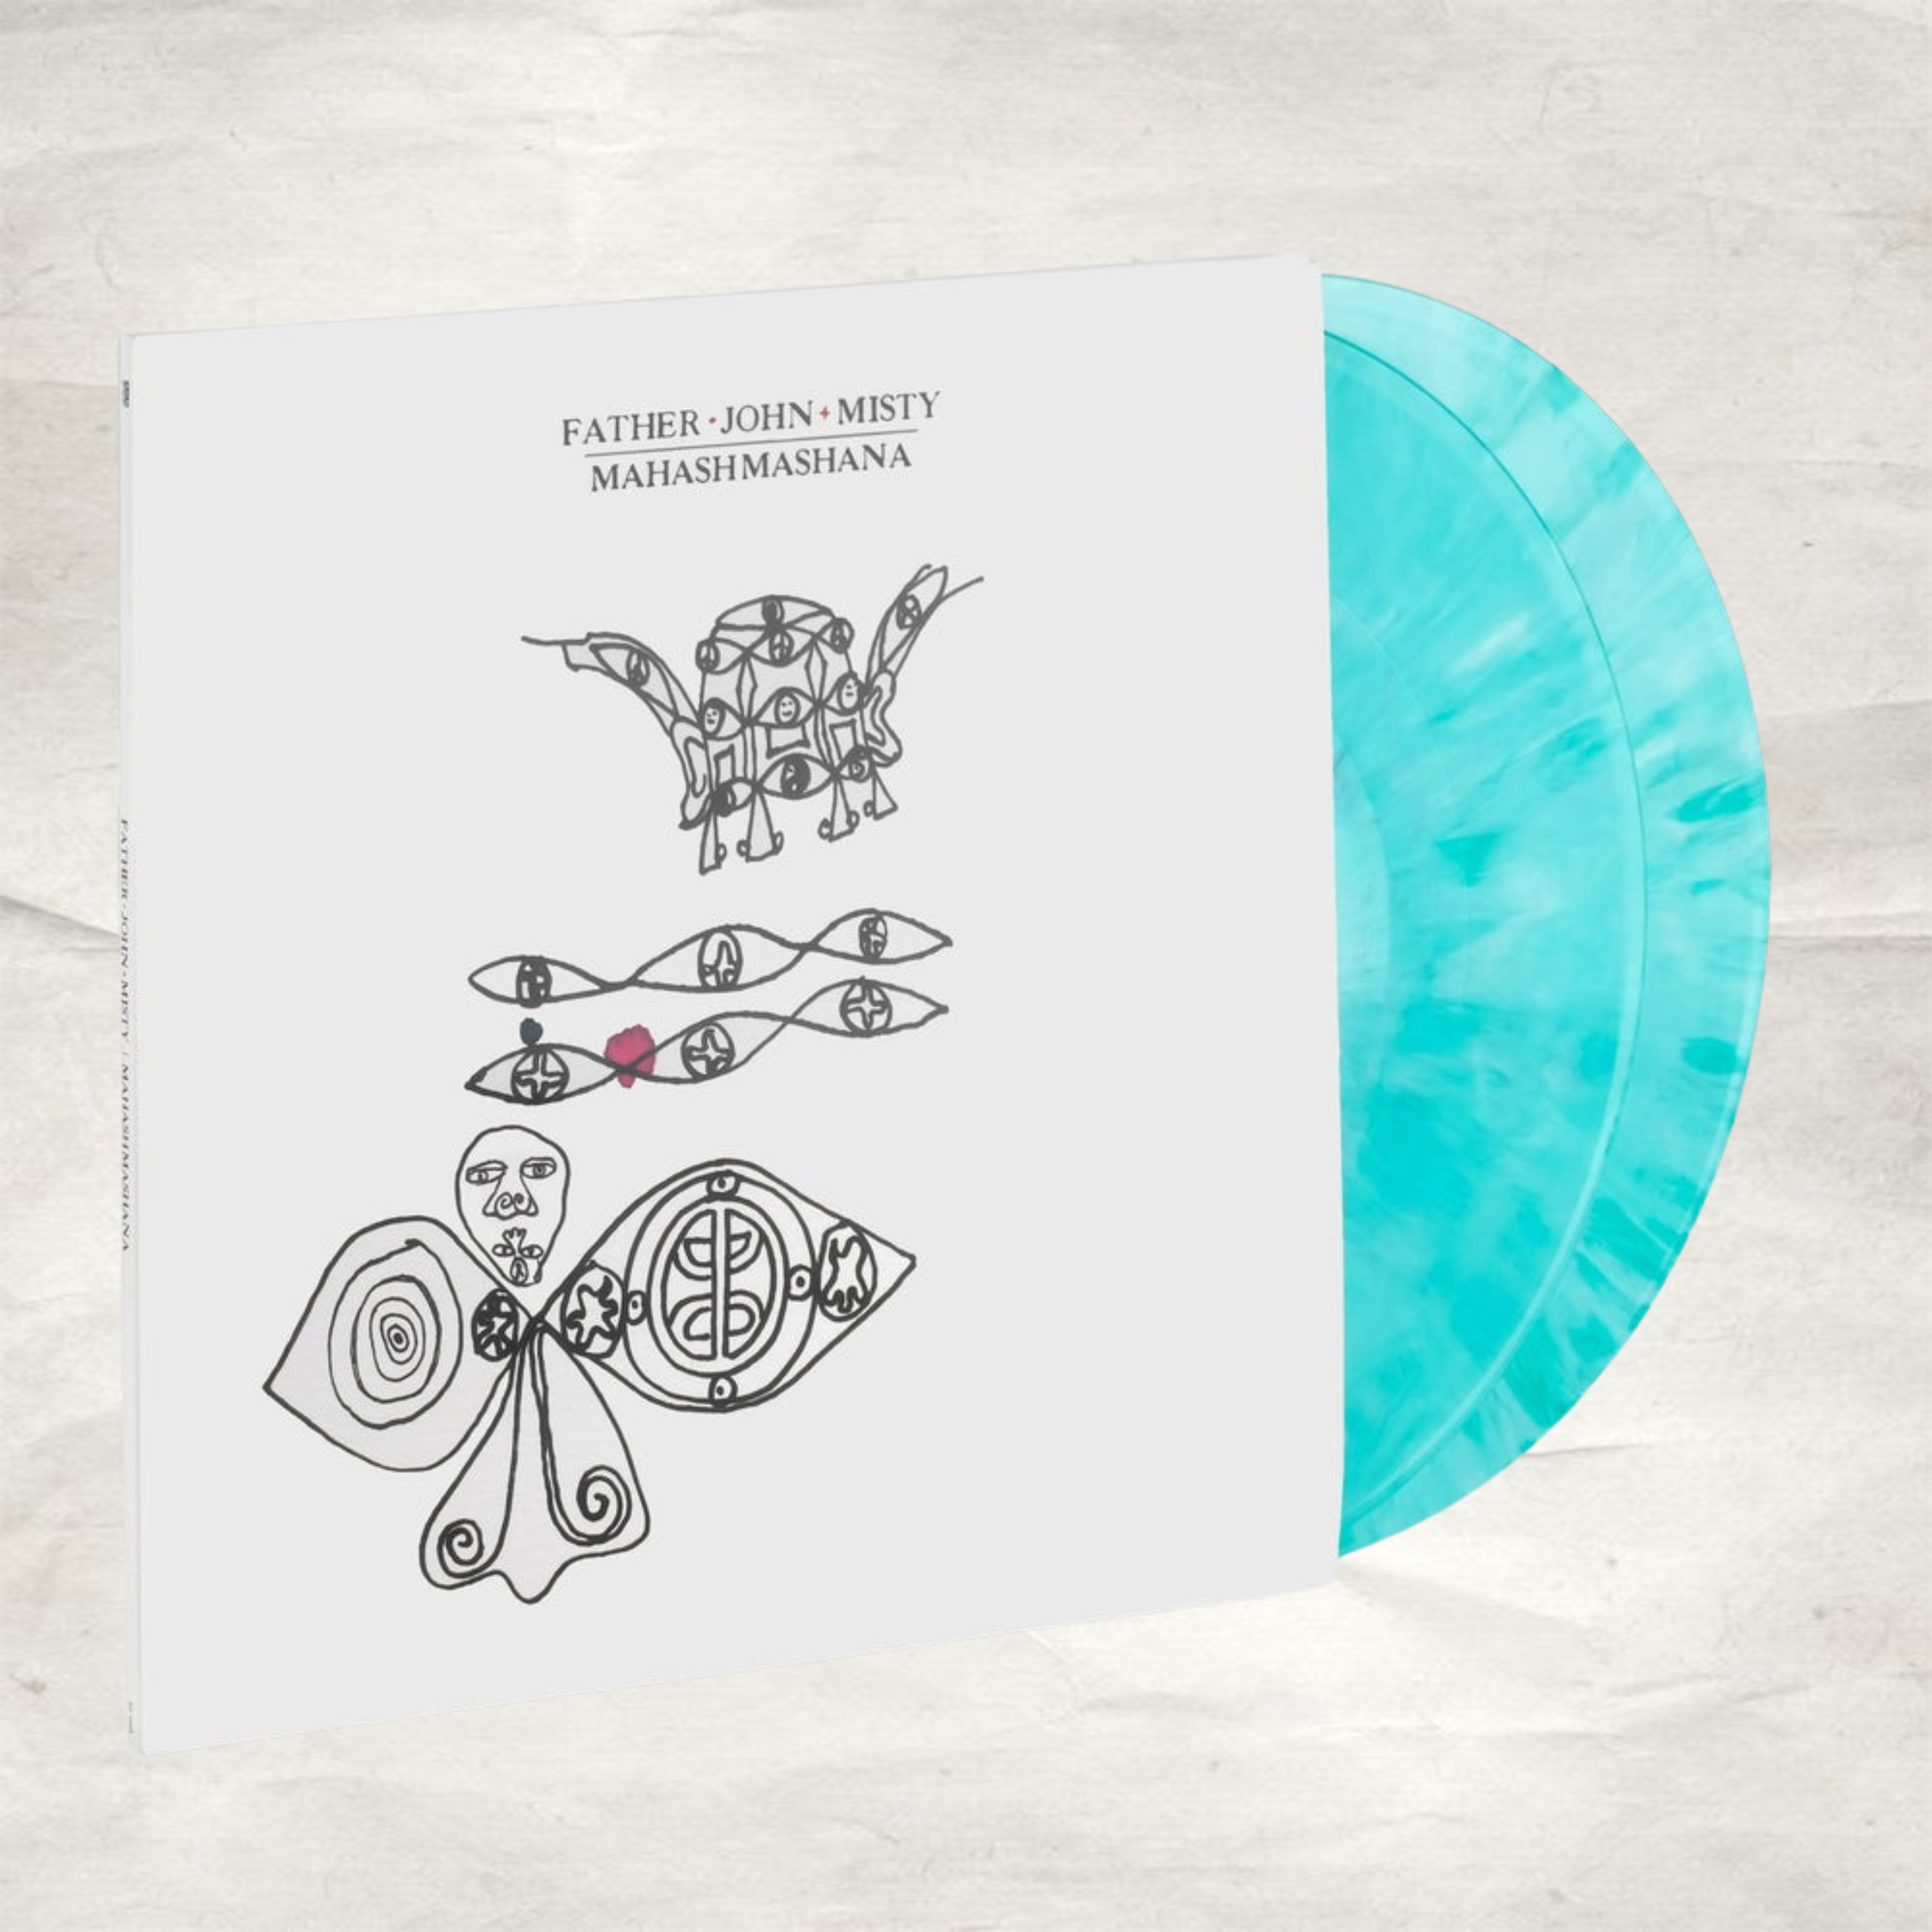 FATHER · JOHN + MISTY
MAHASHMASHANA
FATHER · JOHN + MISTY | MAHASHMASHANA